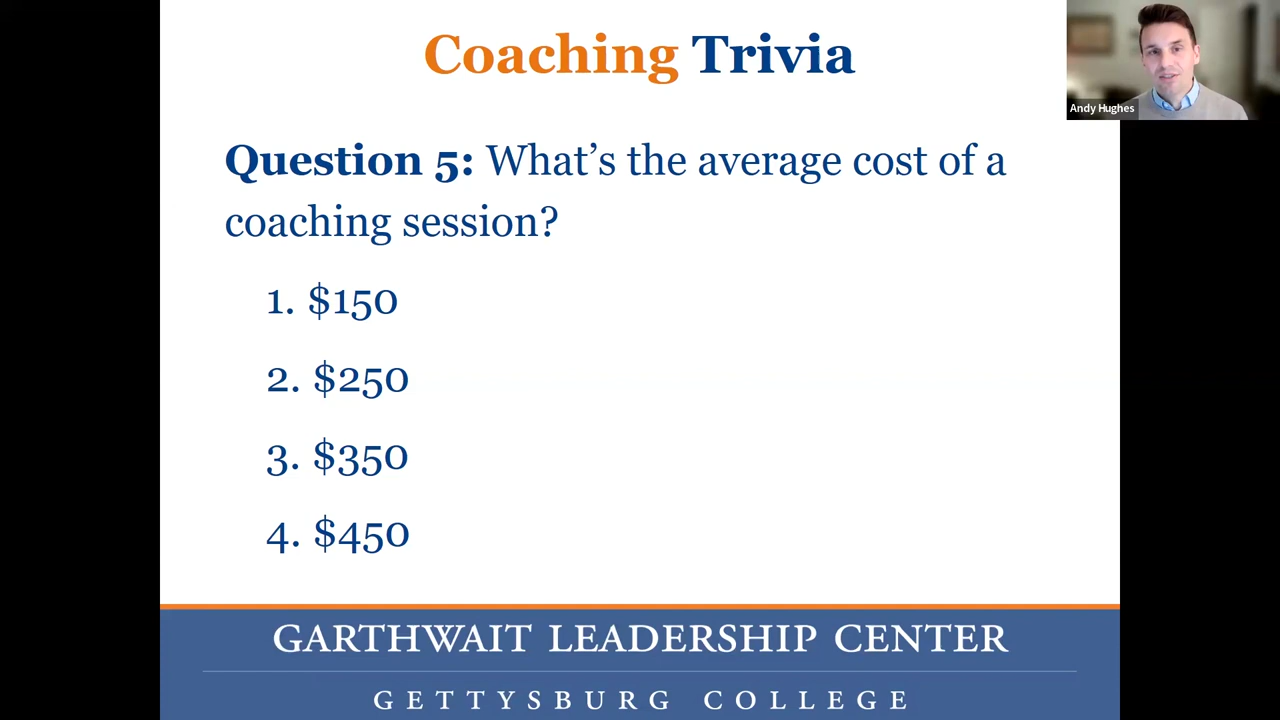 Coaching Trivia
Andy Hughes
Question 5: What’s the average cost of a
coaching session?
1. $150
2. $250
3. $350
4. $450
GARTHWAIT LEADERSHIP CENTER
GETTYSBURG COLLEGE